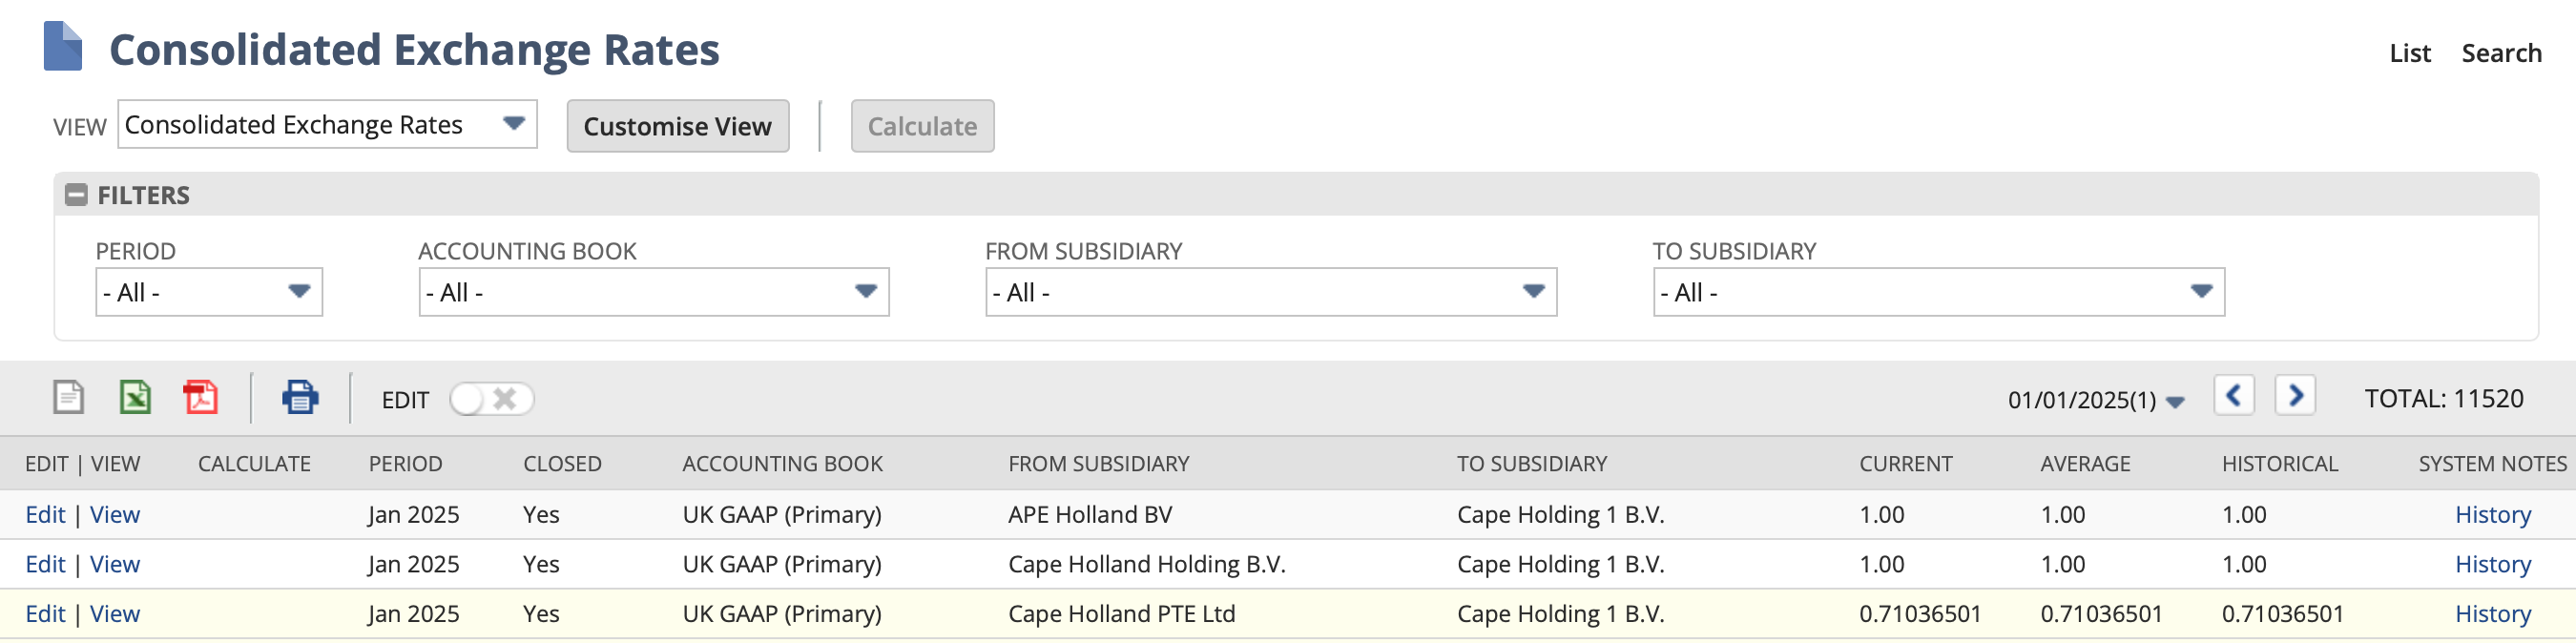 Consolidated Exchange Rates
List Search
VIEW Consolidated Exchange Rates Customise View Calculate
FILTERS
PERIOD ACCOUNTING BOOK FROM SUBSIDIARY TO SUBSIDIARY
- All - - All - - All - - All -
EDIT 01/01/2025(1) TOTAL: 11520
EDIT | VIEW CALCULATE PERIOD CLOSED ACCOUNTING BOOK FROM SUBSIDIARY TO SUBSIDIARY CURRENT AVERAGE HISTORICAL SYSTEM NOTES
Edit | View Jan 2025 Yes UK GAAP (Primary) APE Holland BV Cape Holding 1 B.V. 1.00 1.00 1.00 History
Edit | View Jan 2025 Yes UK GAAP (Primary) Cape Holland Holding B.V. Cape Holding 1 B.V. 1.00 1.00 1.00 History
Edit | View Jan 2025 Yes UK GAAP (Primary) Cape Holland PTE Ltd Cape Holding 1 B.V. 0.71036501 0.71036501 0.71036501 History